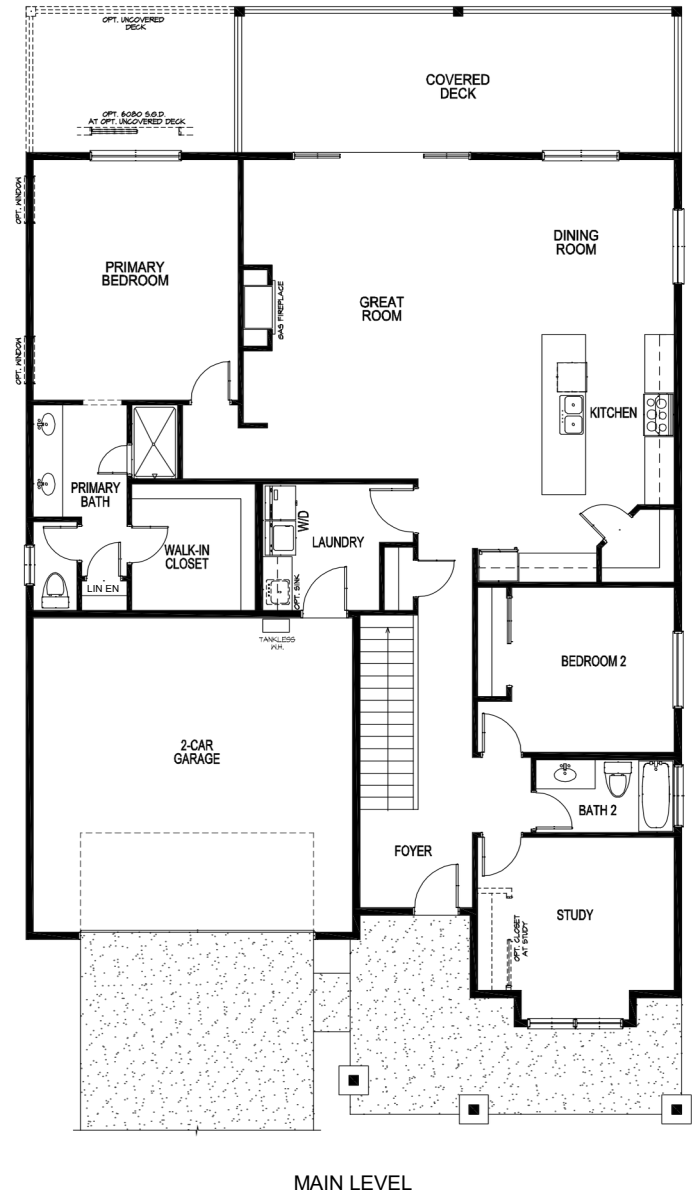 OPT. UNCOVERED
DECK
COVERED
DECK
OPT. 6080 S.G.D.
AT OPT. UNCOVERED DECK
OPT. WINDOW
PRIMARY
BEDROOM
DINING
ROOM
GREAT
ROOM
GAS FIREPLACE
OPT. WINDOW
KITCHEN
PRIMARY
BATH
W/D
LAUNDRY
WALK-IN
CLOSET
LIN EN
OPT. SINK
TANKLESS
W.H.
BEDROOM 2
2-CAR
GARAGE
BATH 2
FOYER
STUDY
OPT. CLOSET
AT STUDY
MAIN LEVEL